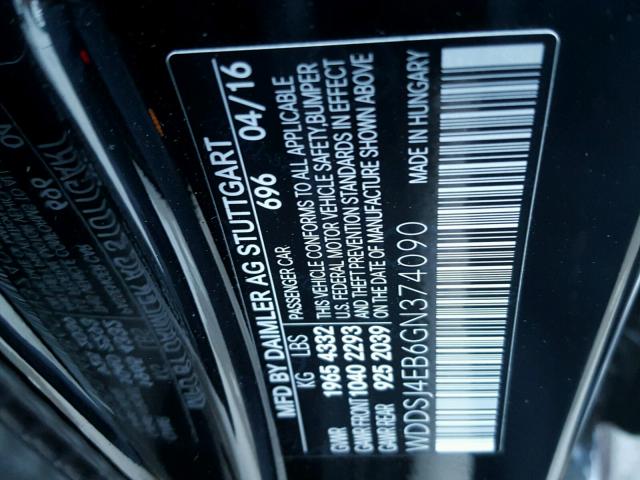 MFD BY DAIMLER AG STUTTGART
696 04/16
PASSENGER CAR
KG LBS
GVWR 1965 4332
GAWR FRONT 1040 2293
GAWR REAR 925 2039
THIS VEHICLE CONFORMS TO ALL APPLICABLE
U.S. FEDERAL MOTOR VEHICLE SAFETY, BUMPER
AND THEFT PREVENTION STANDARDS IN EFFECT
ON THE DATE OF MANUFACTURE SHOWN ABOVE
WDDSJ4EB6GN374090
MADE IN HUNGARY